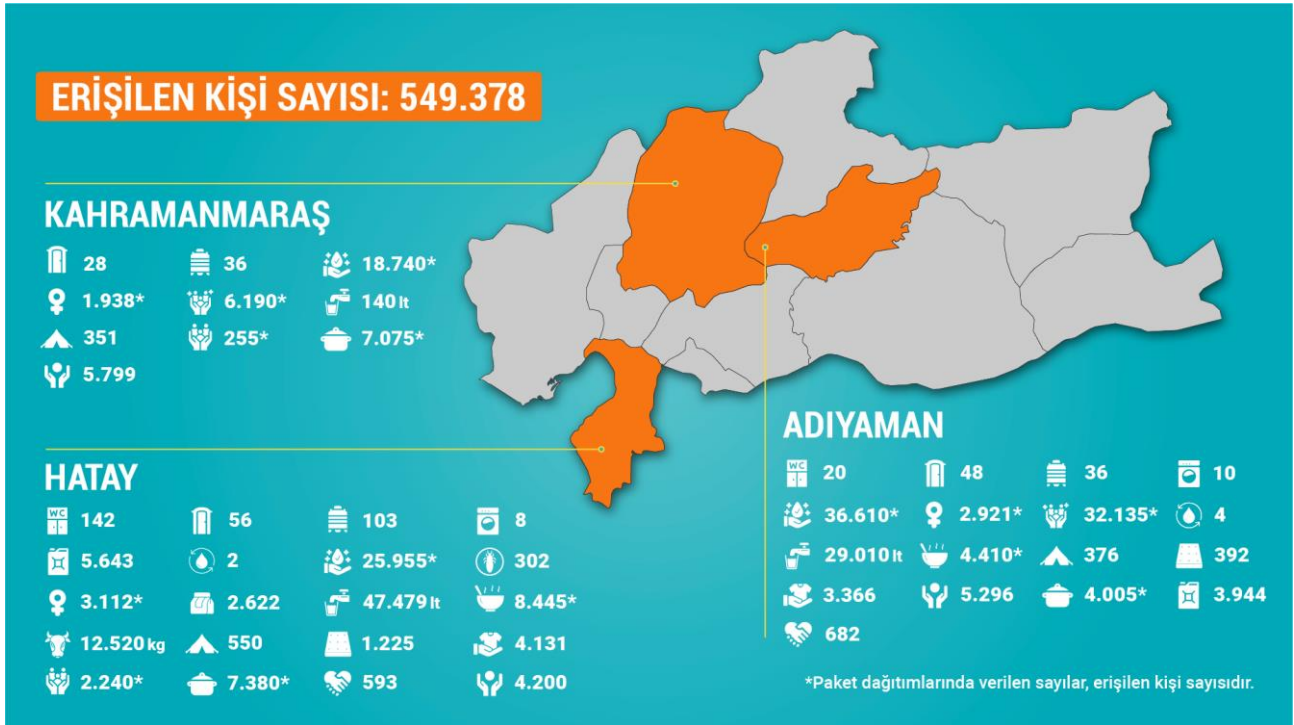 ERİŞİLEN KİŞİ SAYISI: 549.378
KAHRAMANMARAŞ
28 36 18.740*
1.938* 6.190* 140 lt
351 255* 7.075*
5.799
HATAY
WC 142 56 103 8
5.643 2 25.955* 302
3.112* 2.622 47.479 lt 8.445*
12.520 kg 550 1.225 4.131
2.240* 7.380* 593 4.200
ADIYAMAN
WC 20 48 36 10
36.610* 2.921* 32.135* 4
29.010 lt 4.410* 376 392
3.366 5.296 4.005* 3.944
682
*Paket dağıtımlarında verilen sayılar, erişilen kişi sayısıdır.